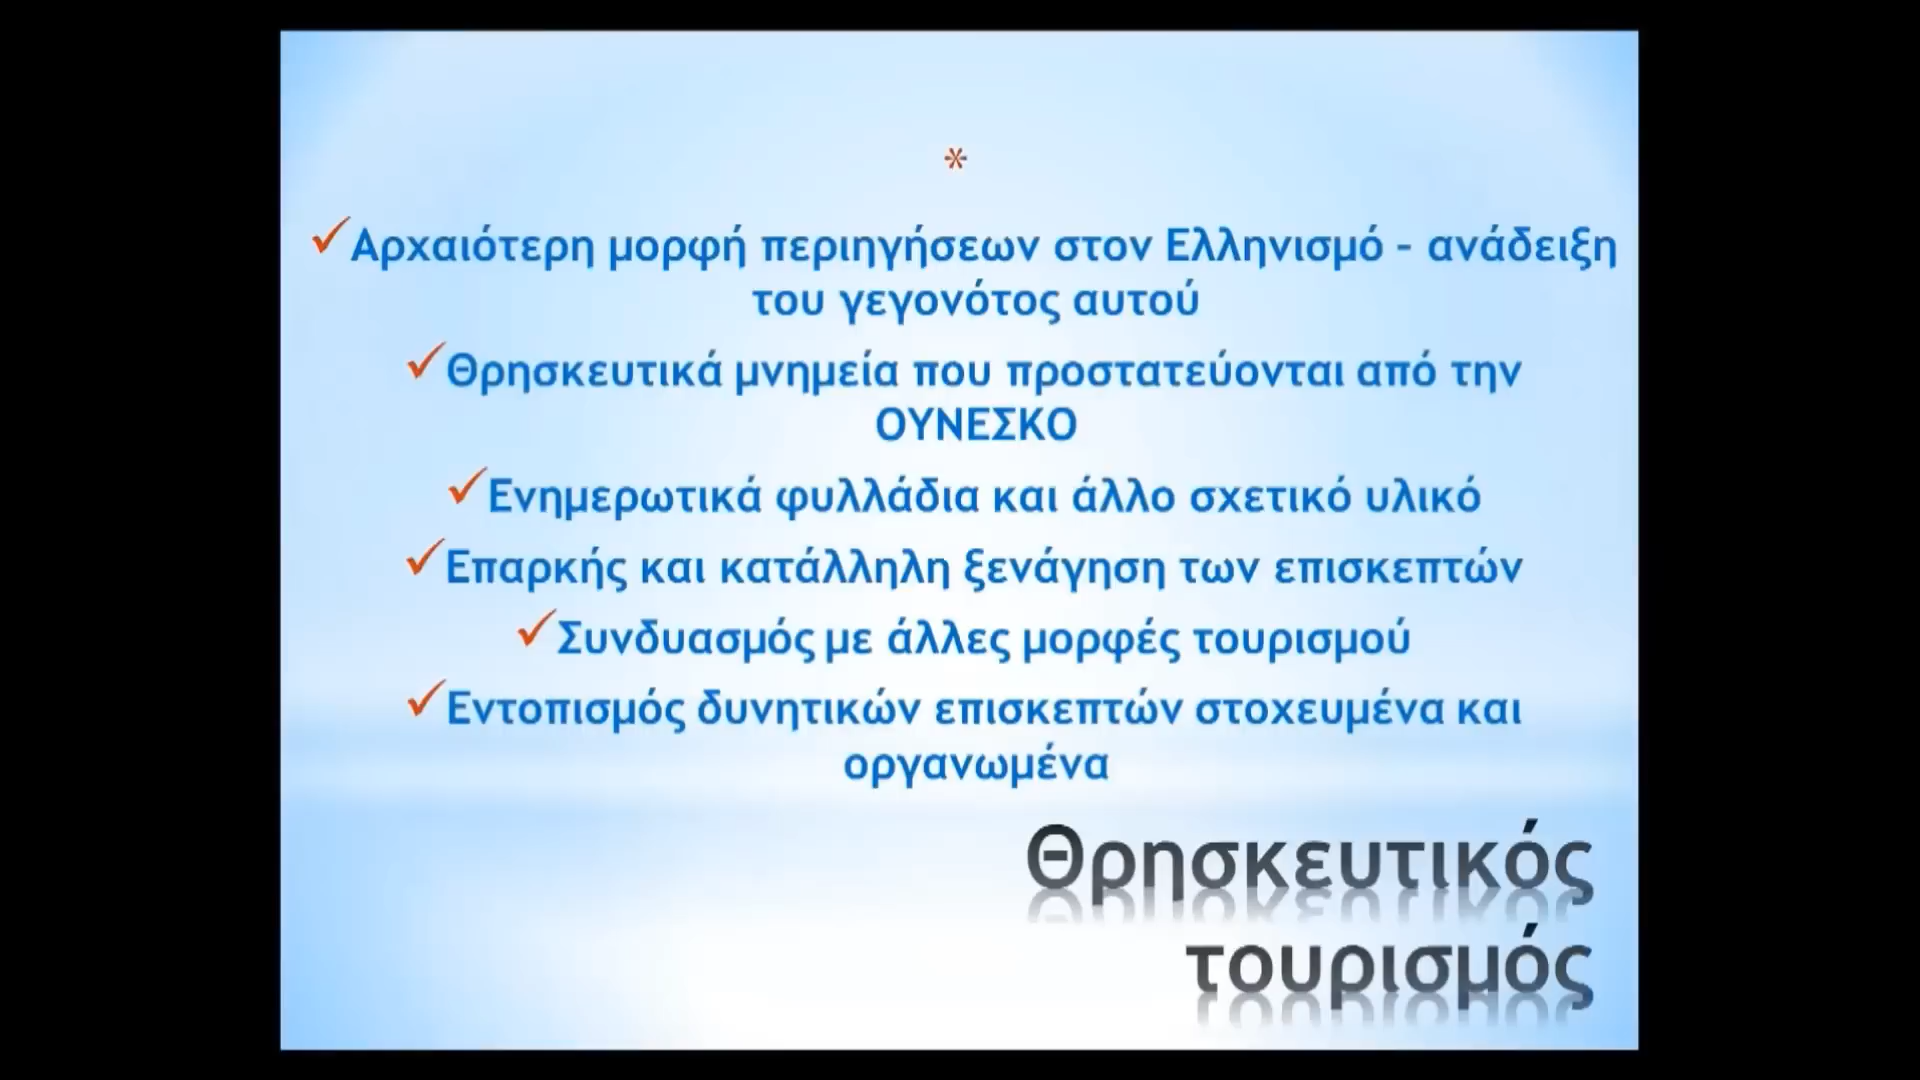 *
✓Αρχαιότερη μορφή περιηγήσεων στον Ελληνισμό – ανάδειξη
του γεγονότος αυτού
✓Θρησκευτικά μνημεία που προστατεύονται από την
ΟΥΝΕΣΚΟ
✓Ενημερωτικά φυλλάδια και άλλο σχετικό υλικό
✓Επαρκής και κατάλληλη ξενάγηση των επισκεπτών
✓Συνδυασμός με άλλες μορφές τουρισμού
✓Εντοπισμός δυνητικών επισκεπτών στοχευμένα και
οργανωμένα
Θρησκευτικός
τουρισμός